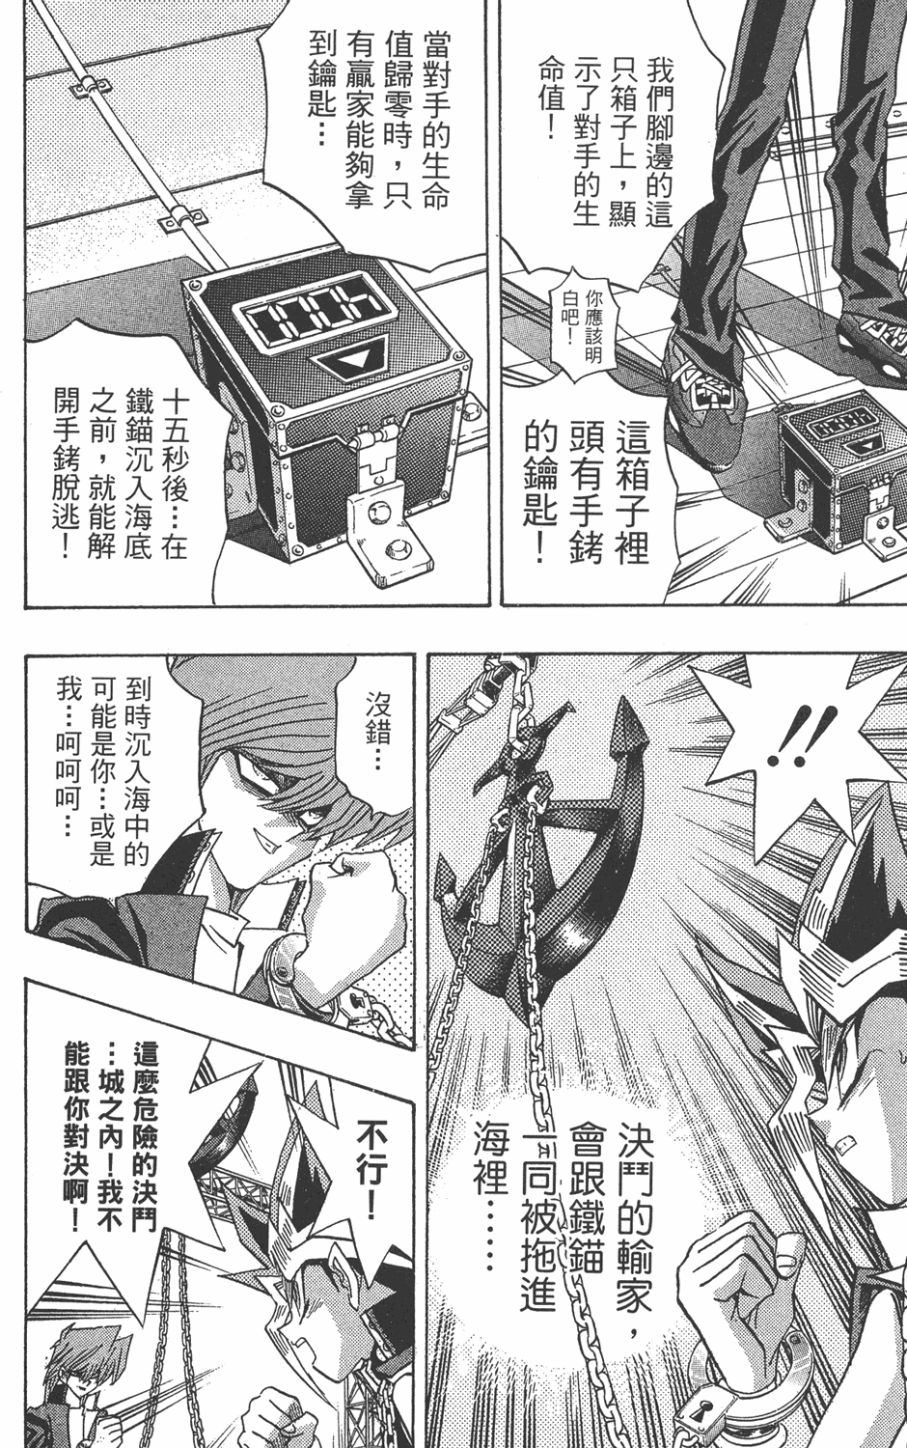 我們腳邊的這
只箱子上，顯
示了對手的生
命值！
你應該明
白吧！
這箱子裡
頭有手銬
的鑰匙！
當對手的生命
值歸零時，只
有贏家能夠拿
到鑰匙…
十五秒後…在
鐵錨沉入海底
之前，就能解
開手銬脫逃！
!!
決鬥的輸家，
會跟鐵錨
一同被拖進
海裡……
沒錯…
到時沉入海中的
可能是你…或是
我…呵呵呵…
不行！
這麼危險的決鬥
…城之內！我不
能跟你對決啊！